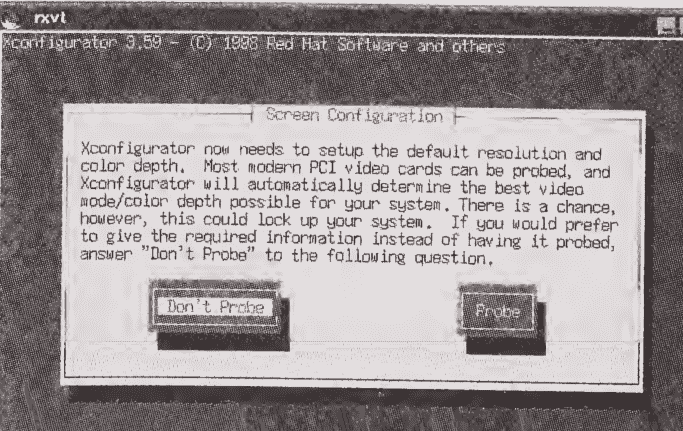 rxvt
Xconfigurator 3.59 - (C) 1998 Red Hat Software and others
Screen Configuration
Xconfigurator now needs to setup the default resolution and
color depth. Most modern PCI video cards can be probed, and
Xconfigurator will automatically determine the best video
mode/color depth possible for your system. There is a chance,
however, this could lock up your system. If you would prefer
to give the required information instead of having it probed,
answer "Don't Probe" to the following question.
Don't Probe Probe